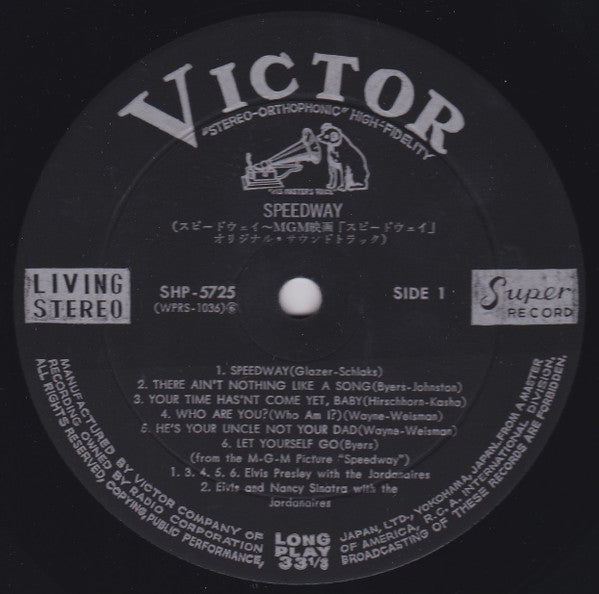 VICTOR
"STEREO-ORTHOPHONIC" HIGH-FIDELITY
"HIS MASTER'S VOICE"
SPEEDWAY
(スピードウェイ~MGM映画「スピードウェイ」
オリジナル・サウンドトラック)
LIVING
STEREO
SHP-5725
(WPRS-1036)Ⓢ
SIDE 1
Super
RECORD
1. SPEEDWAY(Glazer-Schlaks)
2. THERE AIN'T NOTHING LIKE A SONG(Byers-Johnston)
3. YOUR TIME HAS'NT COME YET, BABY(Hirschhorn-Kasha)
4. WHO ARE YOU?(Who Am I?)(Wayne-Weisman)
5. HE'S YOUR UNCLE NOT YOUR DAD(Wayne-Weisman)
6. LET YOURSELF GO(Byers)
(from the M-G-M Picture "Speedway")
1. 3. 4. 5. 6. Elvis Presley with the Jordanaires
2. Elvis and Nancy Sinatra with the
Jordanaires
MANUFACTURED BY VICTOR COMPANY OF JAPAN, LTD., YOKOHAMA, JAPAN, FROM A MASTER
RECORDING OWNED BY RADIO CORPORATION OF AMERICA, R.C.A. INTERNATIONAL DIVISION.
ALL RIGHTS RESERVED, COPYING, PUBLIC PERFORMANCE, BROADCASTING OF THESE RECORDS ARE FORBIDDEN.
LONG
PLAY
33 1/3